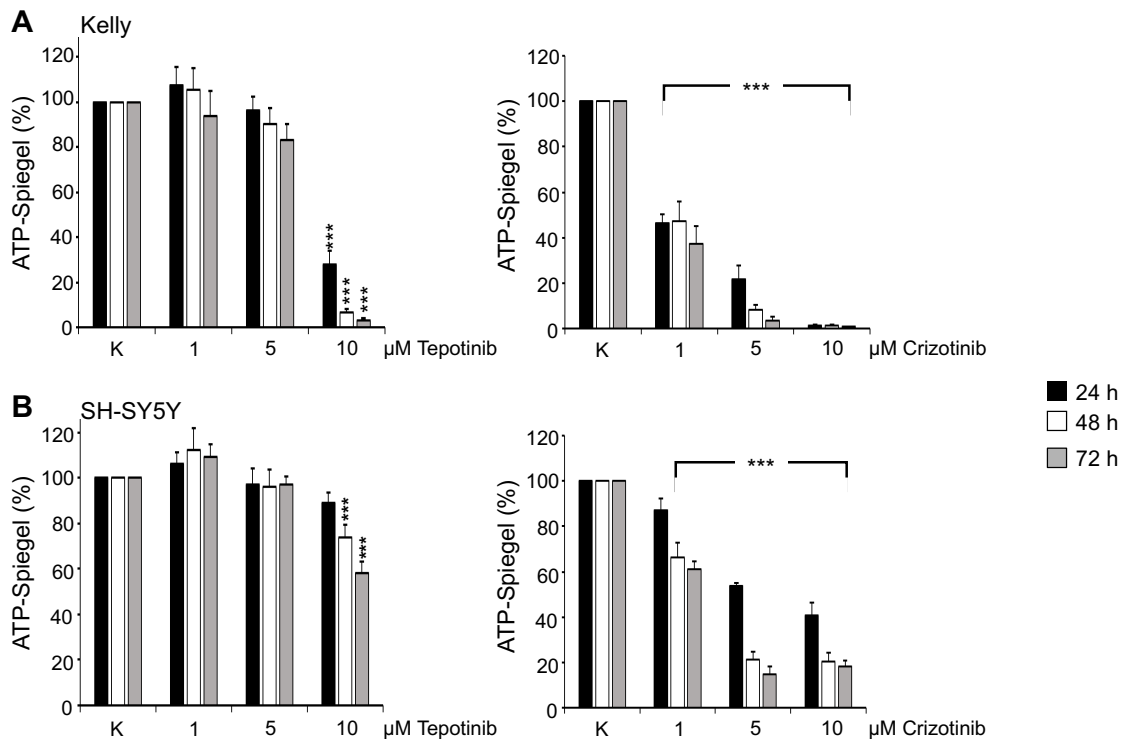 A Kelly
ATP-Spiegel (%)
120
100
80
60
40
20
0
*** *** ***
K 1 5 10 µM Tepotinib
ATP-Spiegel (%)
120
100
80
60
40
20
0
***
K 1 5 10 µM Crizotinib
B SH-SY5Y
ATP-Spiegel (%)
120
100
80
60
40
20
0
*** ***
K 1 5 10 µM Tepotinib
ATP-Spiegel (%)
120
100
80
60
40
20
0
***
K 1 5 10 µM Crizotinib
24 h
48 h
72 h